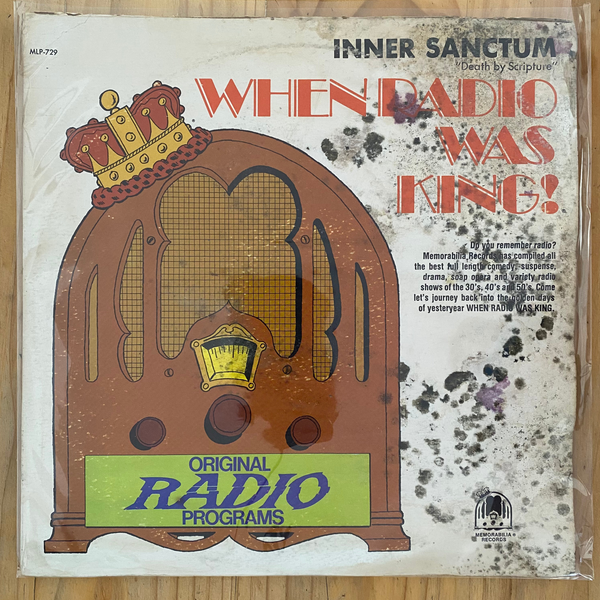 MLP-729
INNER SANCTUM
"Death by Scripture"
WHEN RADIO
WAS
KING!
Do you remember radio?
Memorabilia Records has compiled all
the best full length comedy, suspense,
drama, soap opera and variety radio
shows of the 30's, 40's and 50's. Come
let's journey back into the golden days
of yesteryear WHEN RADIO WAS KING.
ORIGINAL
RADIO
PROGRAMS
MEMORABILIA
RECORDS